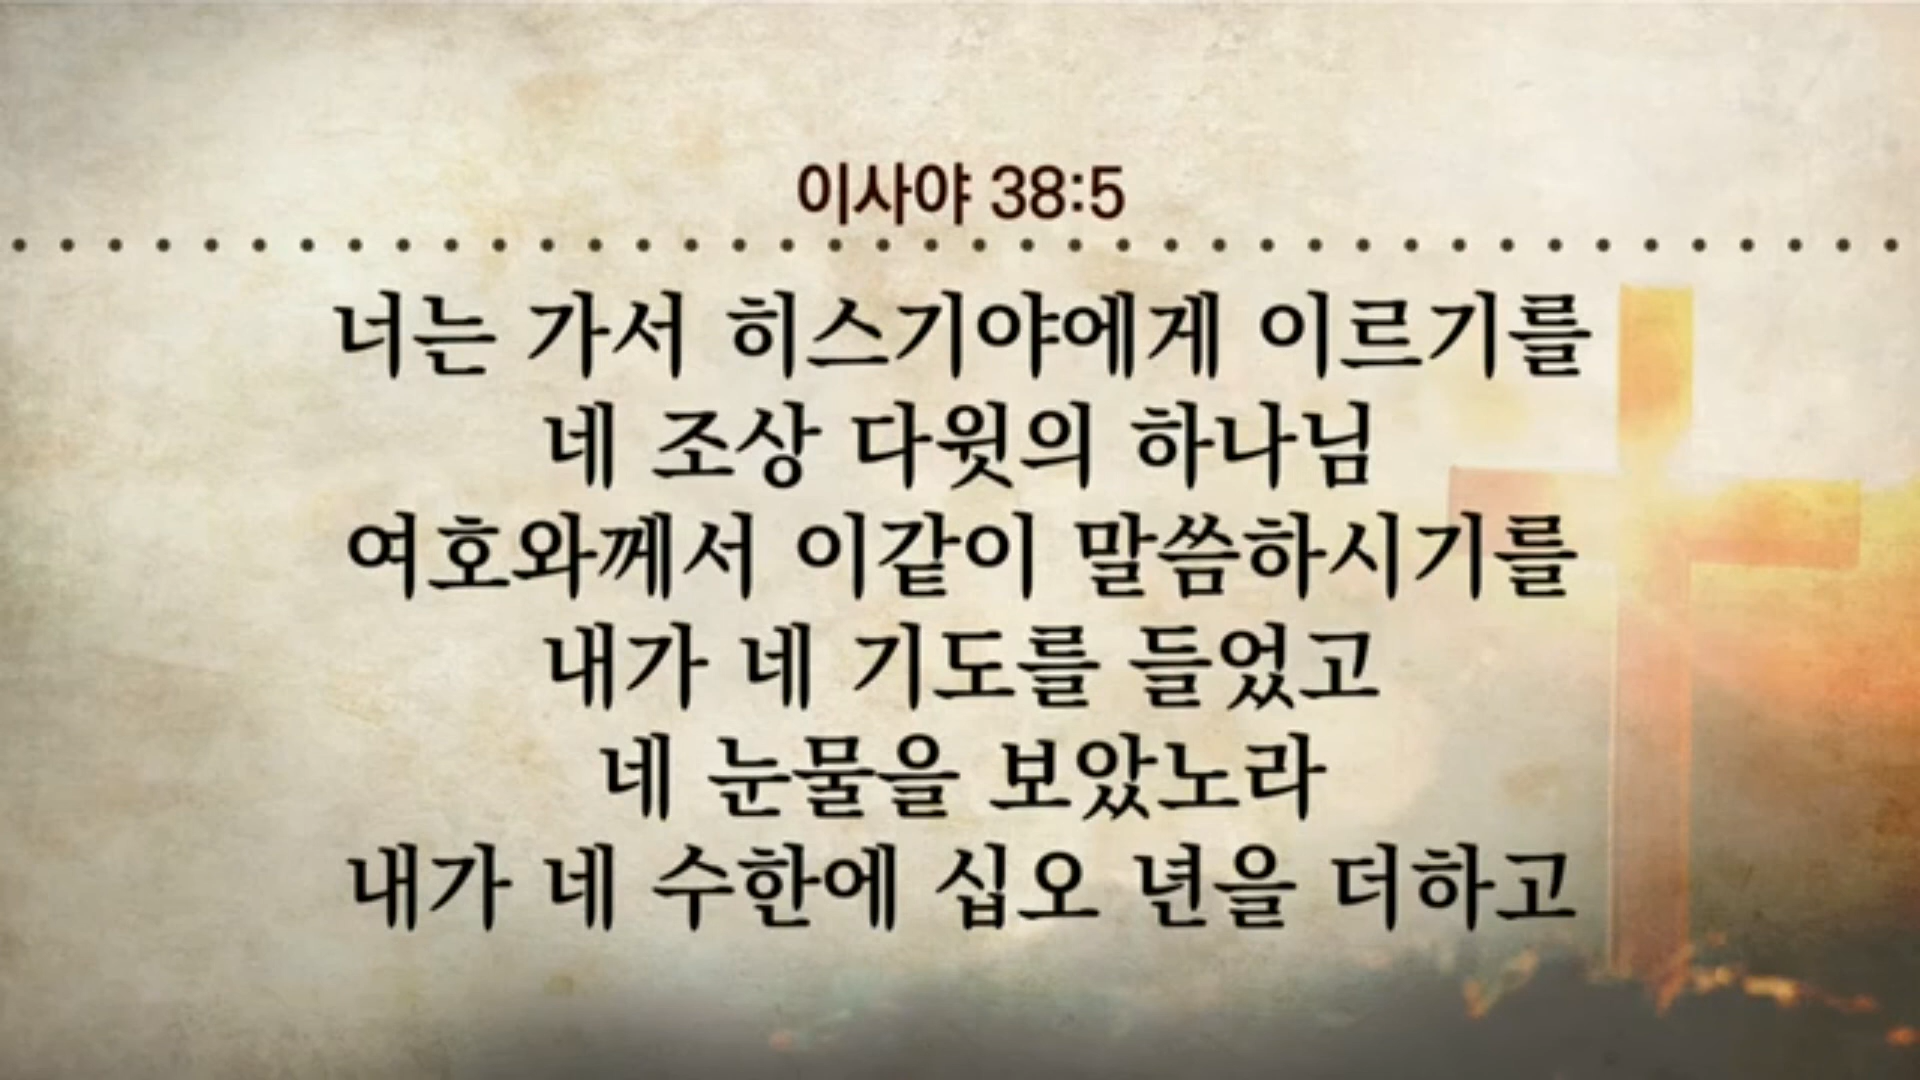 이사야 38:5
너는 가서 히스기야에게 이르기를
네 조상 다윗의 하나님
여호와께서 이같이 말씀하시기를
내가 네 기도를 들었고
네 눈물을 보았노라
내가 네 수한에 십오 년을 더하고